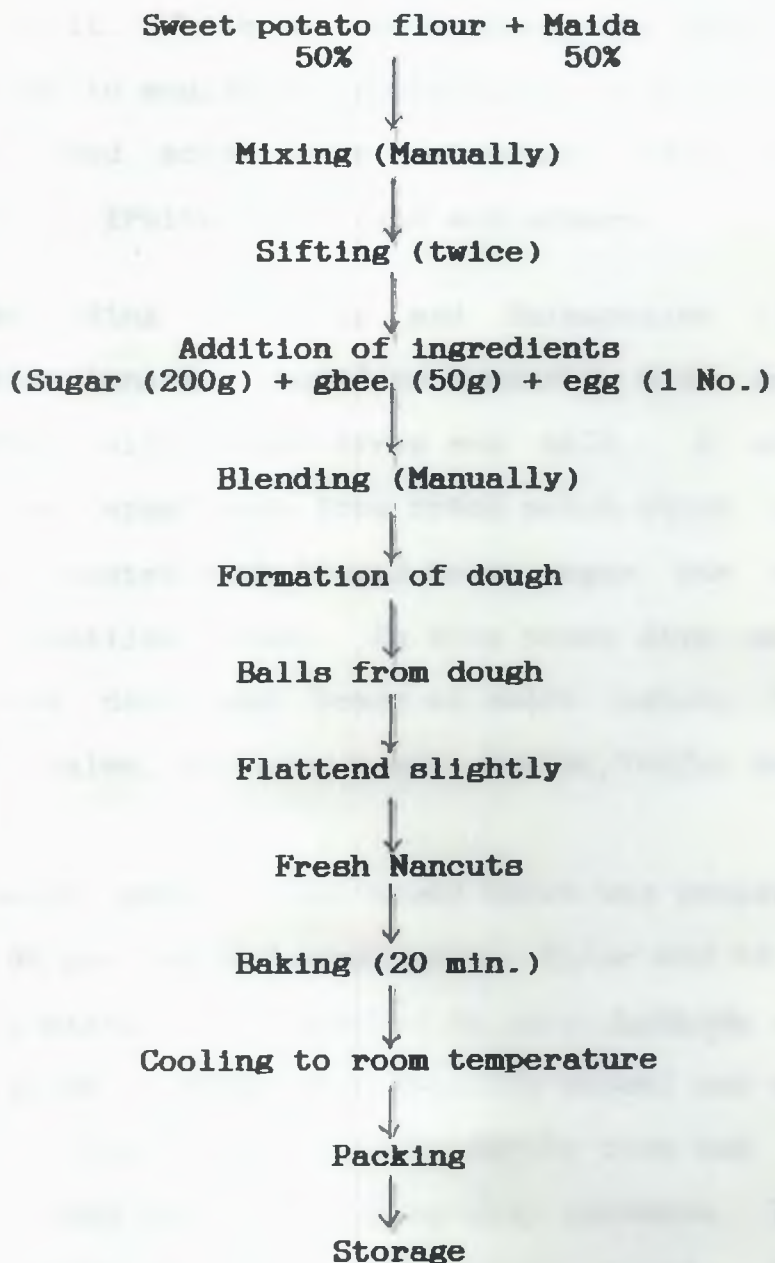 Sweet potato flour + Maida
50% 50%
Mixing (Manually)
Sifting (twice)
Addition of ingredients
(Sugar (200g) + ghee (50g) + egg (1 No.)
Blending (Manually)
Formation of dough
Balls from dough
Flattend slightly
Fresh Nancuts
Baking (20 min.)
Cooling to room temperature
Packing
Storage